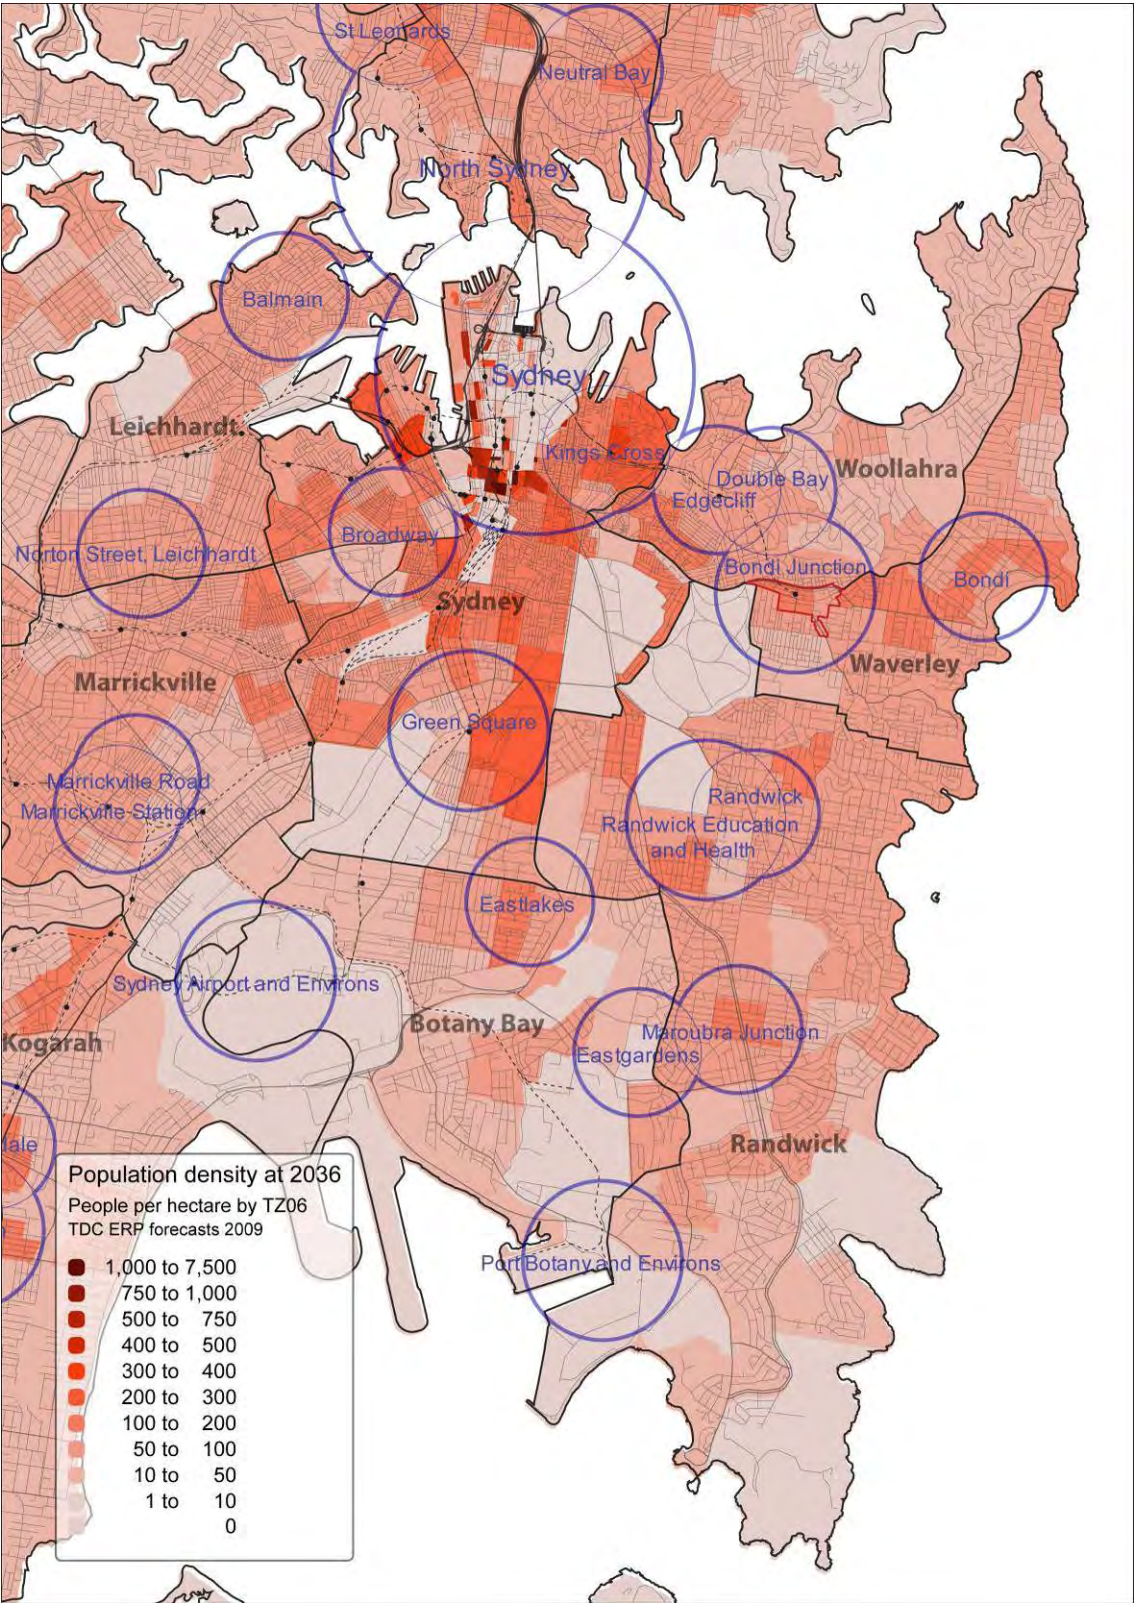 St Leonards
Neutral Bay
North Sydney
Balmain
Sydney
Leichhardt
Kings Cross
Woollahra
Double Bay
Edgecliff
Broadway
Norton Street, Leichhardt
Bondi Junction
Bondi
Sydney
Waverley
Marrickville
Green Square
Marrickville Road
Marrickville Station
Randwick
Randwick Education
and Health
Eastlakes
Sydney Airport and Environs
Botany Bay
Maroubra Junction
Kogarah
Eastgardens
dale
Randwick
Port Botany and Environs
Population density at 2036
People per hectare by TZ06
TDC ERP forecasts 2009
1,000 to 7,500
750 to 1,000
500 to 750
400 to 500
300 to 400
200 to 300
100 to 200
50 to 100
10 to 50
1 to 10
0